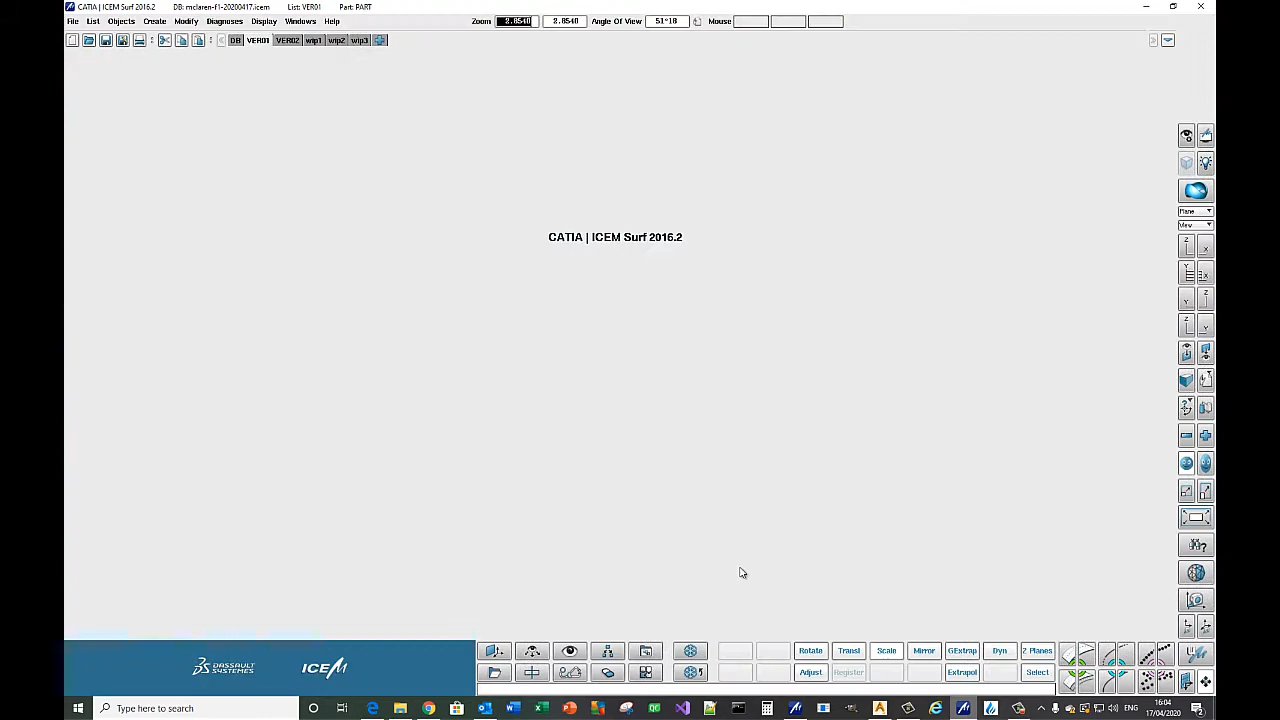 CATIA | ICEM Surf 2016.2 DB: mclaren-f1-20200417.icem List: VER01 Part: PART
File List Objects Create Modify Diagnoses Display Windows Help Zoom 2.8540 2.8540 Angle Of View 51°18 Mouse
DB VER01 VER02 wip1 wip2 wip3
CATIA | ICEM Surf 2016.2
Plane
View
Z X
Y X
Y Z
Z Y
DASSAULT SYSTEMES ICEM
Rotate Transl Scale Mirror GExtrap Dyn Z Planes
Adjust Register Extrapol Select
Type here to search
ENG 16:04
17/04/2020